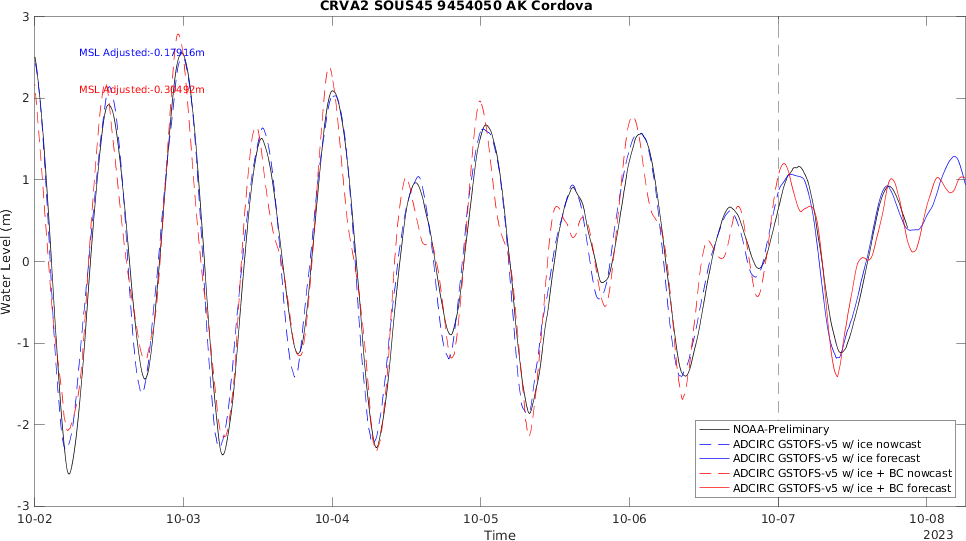 CRVA2 SOUS45 9454050 AK Cordova
3
2
1
0
-1
-2
-3
Water Level (m)
MSL Adjusted:-0.17916m
MSL Adjusted:-0.30492m
NOAA-Preliminary
ADCIRC GSTOFS-v5 w/ ice nowcast
ADCIRC GSTOFS-v5 w/ ice forecast
ADCIRC GSTOFS-v5 w/ ice + BC nowcast
ADCIRC GSTOFS-v5 w/ ice + BC forecast
10-02 10-03 10-04 10-05 10-06 10-07 10-08
Time
2023